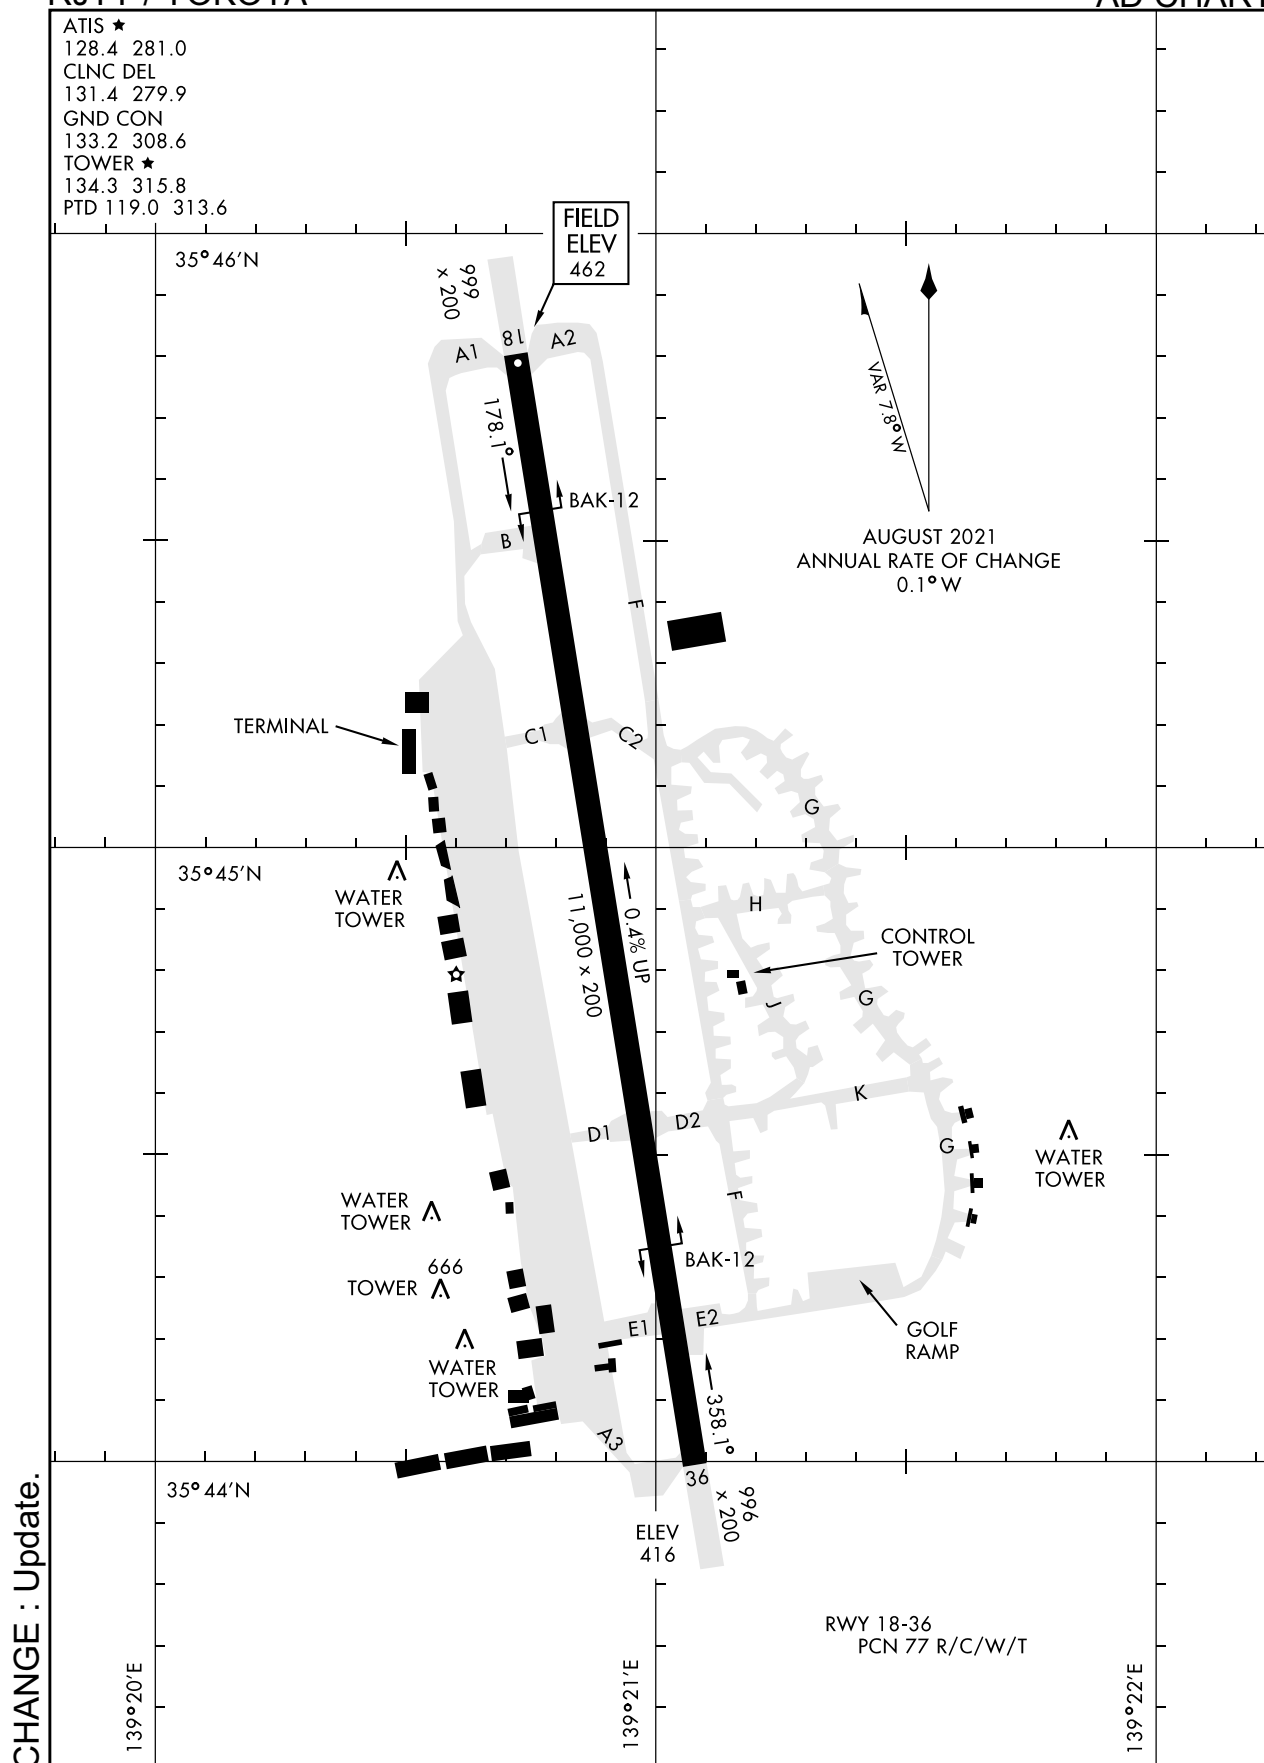 ATIS ★
128.4 281.0
CLNC DEL
131.4 279.9
GND CON
133.2 308.6
TOWER ★
134.3 315.8
PTD 119.0 313.6
FIELD
ELEV
462
35°46'N
999
x 200
A1
18
A2
178.1°
VAR 7.8°W
BAK-12
B
AUGUST 2021
ANNUAL RATE OF CHANGE
0.1°W
F
TERMINAL
C1
C2
G
35°45'N
WATER
TOWER
11,000 x 200
0.4% UP
H
CONTROL
TOWER
J
G
K
D1
D2
G
WATER
TOWER
WATER
TOWER
F
666
TOWER
BAK-12
E1
E2
GOLF
RAMP
WATER
TOWER
358.1°
A3
36
35°44'N
996
x 200
ELEV
416
RWY 18-36
PCN 77 R/C/W/T
139°20'E
139°21'E
139°22'E
CHANGE : Update.